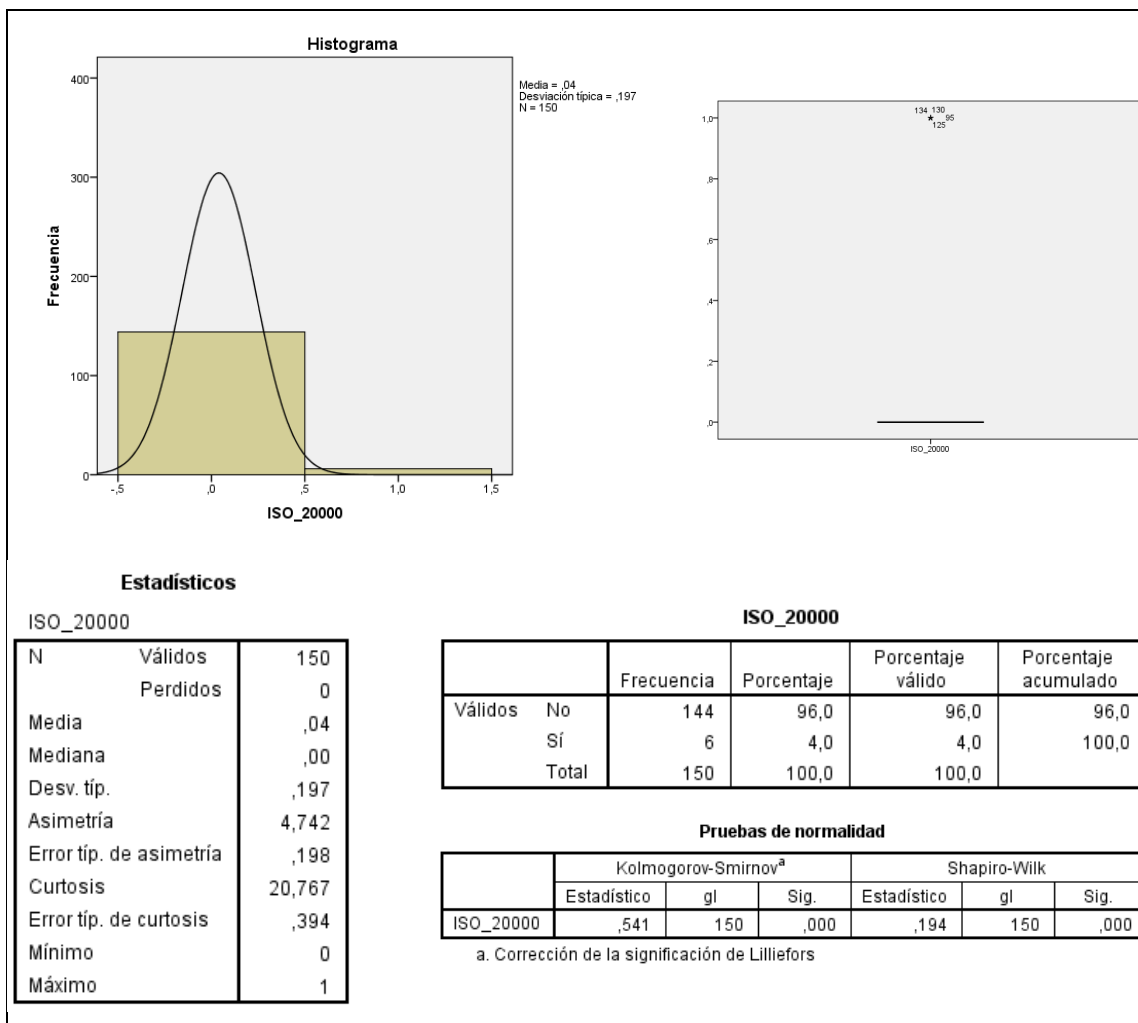 Histograma
Media = ,04
Desviación típica = ,197
N = 150
400
300
200
100
0
Frecuencia
-,5 ,0 ,5 1,0 1,5
ISO_20000
134 130
95
125
1,0
,8
,6
,4
,2
,0
ISO_20000
Estadísticos
ISO_20000
N Válidos 150
Perdidos 0
Media ,04
Mediana ,00
Desv. típ. ,197
Asimetría 4,742
Error típ. de asimetría ,198
Curtosis 20,767
Error típ. de curtosis ,394
Mínimo 0
Máximo 1
ISO_20000
Frecuencia Porcentaje Porcentaje válido Porcentaje acumulado
Válidos No 144 96,0 96,0 96,0
Sí 6 4,0 4,0 100,0
Total 150 100,0 100,0
Pruebas de normalidad
Kolmogorov-Smirnov<sup>a</sup> Shapiro-Wilk
Estadístico gl Sig. Estadístico gl Sig.
ISO_20000 ,541 150 ,000 ,194 150 ,000
a. Corrección de la significación de Lilliefors